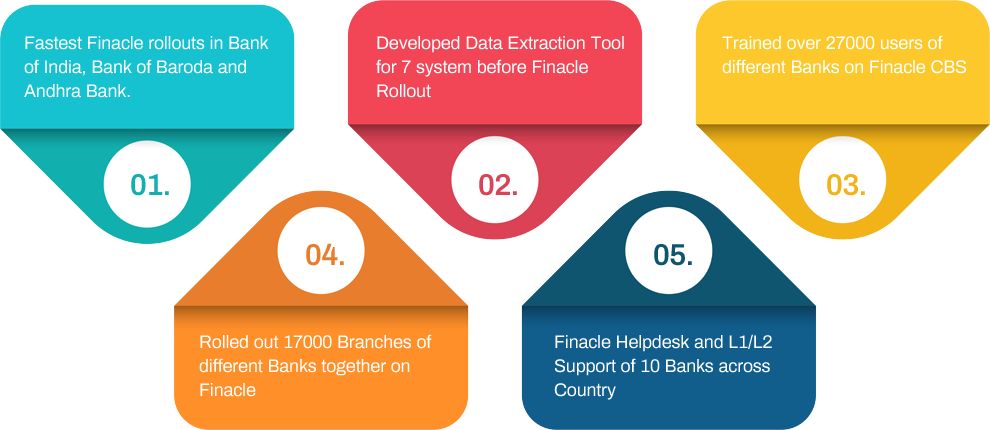 Fastest Finacle rollouts in Bank
of India, Bank of Baroda and
Andhra Bank.
01.
Developed Data Extraction Tool
for 7 system before Finacle
Rollout
02.
Trained over 27000 users of
different Banks on Finacle CBS
03.
04.
Rolled out 17000 Branches of
different Banks together on
Finacle
05.
Finacle Helpdesk and L1/L2
Support of 10 Banks across
Country